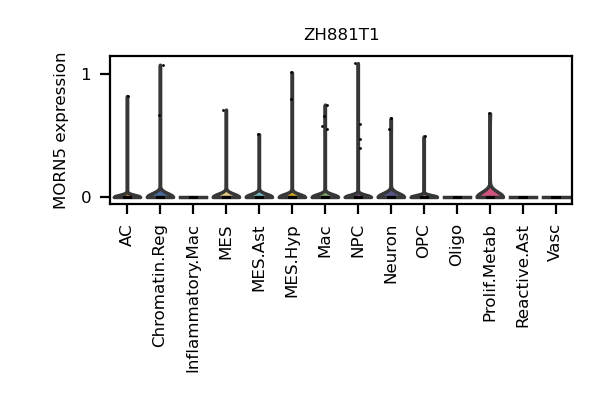 ZH881T1
MORN5 expression
1
0
AC
Chromatin.Reg
Inflammatory.Mac
MES
MES.Ast
MES.Hyp
Mac
NPC
Neuron
OPC
Oligo
Prolif.Metab
Reactive.Ast
Vasc